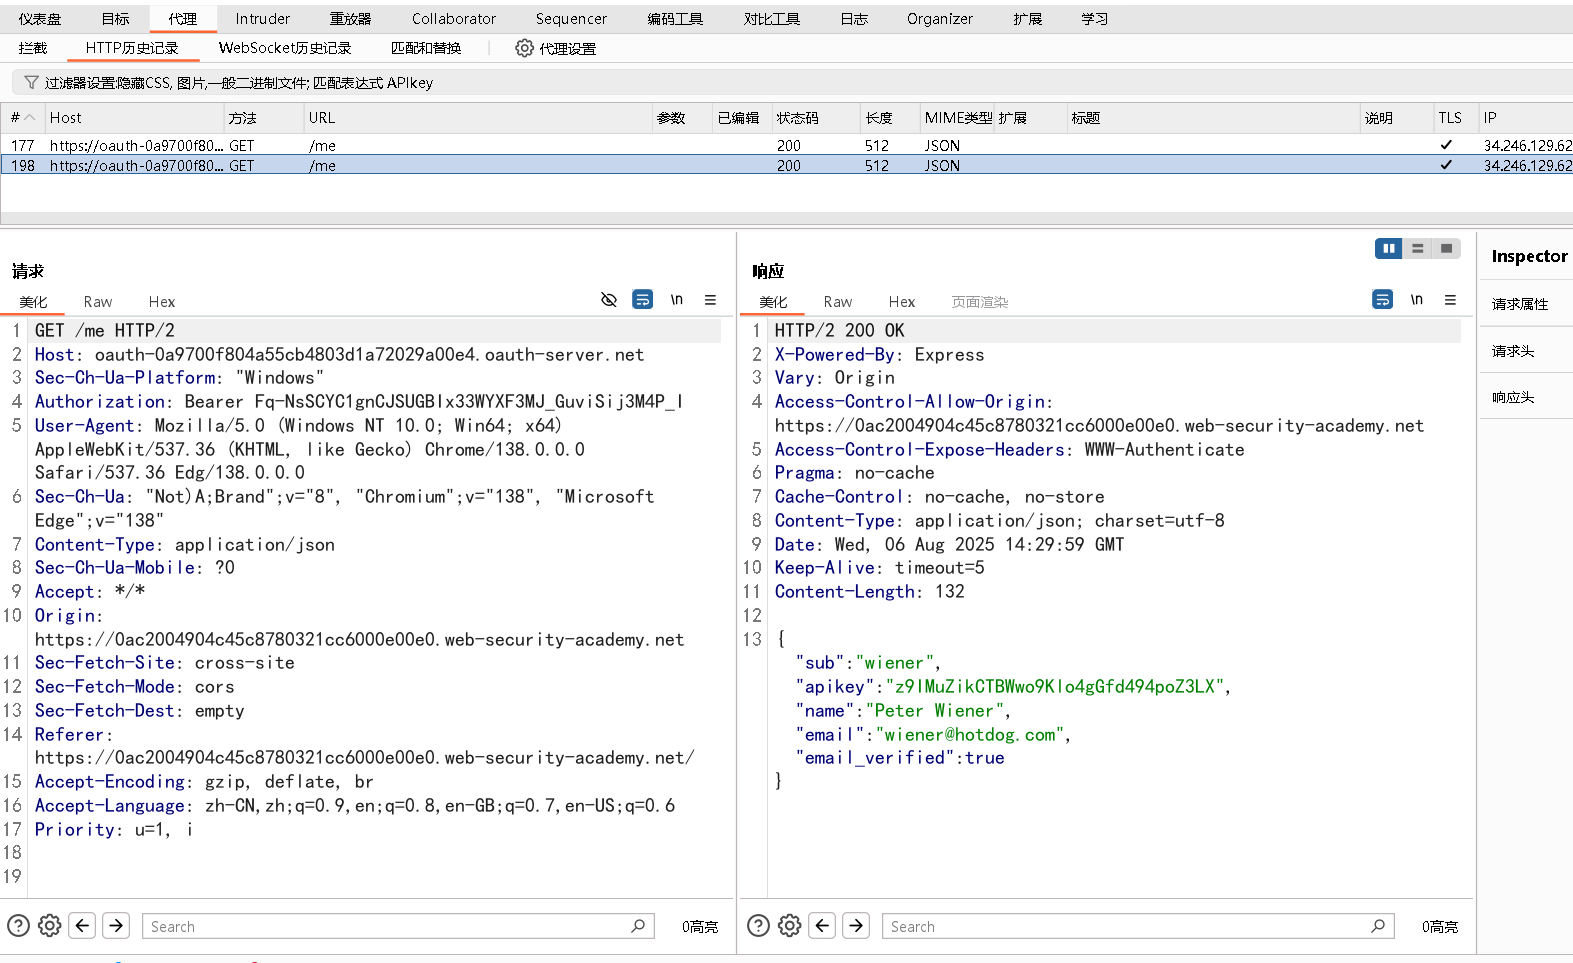 仪表盘 目标 代理 Intruder 重放器 Collaborator Sequencer 编码工具 对比工具 日志 Organizer 扩展 学习
拦截 HTTP历史记录 WebSocket历史记录 匹配和替换 代理设置
过滤器设置:隐藏CSS, 图片,一般二进制文件; 匹配表达式 APIkey
# Host 方法 URL 参数 已编辑 状态码 长度 MIME类型 扩展 标题 说明 TLS IP
177 https://oauth-0a9700f80... GET /me 200 512 JSON ✓ 34.246.129.62
198 https://oauth-0a9700f80... GET /me 200 512 JSON ✓ 34.246.129.62
请求
美化 Raw Hex \n
1 GET /me HTTP/2
2 Host: oauth-0a9700f804a55cb4803d1a72029a00e4.oauth-server.net
3 Sec-Ch-Ua-Platform: "Windows"
4 Authorization: Bearer Fq-NsSCYC1gnCJSUGBlx33WYXF3MJ_GuviSij3M4P_l
5 User-Agent: Mozilla/5.0 (Windows NT 10.0; Win64; x64)
AppleWebKit/537.36 (KHTML, like Gecko) Chrome/138.0.0.0
Safari/537.36 Edg/138.0.0.0
6 Sec-Ch-Ua: "Not)A;Brand";v="8", "Chromium";v="138", "Microsoft
Edge";v="138"
7 Content-Type: application/json
8 Sec-Ch-Ua-Mobile: ?0
9 Accept: */*
10 Origin:
https://0ac2004904c45c8780321cc6000e00e0.web-security-academy.net
11 Sec-Fetch-Site: cross-site
12 Sec-Fetch-Mode: cors
13 Sec-Fetch-Dest: empty
14 Referer:
https://0ac2004904c45c8780321cc6000e00e0.web-security-academy.net/
15 Accept-Encoding: gzip, deflate, br
16 Accept-Language: zh-CN,zh;q=0.9,en;q=0.8,en-GB;q=0.7,en-US;q=0.6
17 Priority: u=1, i
18
19
Search 0高亮
响应
美化 Raw Hex 页面渲染 \n
1 HTTP/2 200 OK
2 X-Powered-By: Express
3 Vary: Origin
4 Access-Control-Allow-Origin:
https://0ac2004904c45c8780321cc6000e00e0.web-security-academy.net
5 Access-Control-Expose-Headers: WWW-Authenticate
6 Pragma: no-cache
7 Cache-Control: no-cache, no-store
8 Content-Type: application/json; charset=utf-8
9 Date: Wed, 06 Aug 2025 14:29:59 GMT
10 Keep-Alive: timeout=5
11 Content-Length: 132
12
13 {
"sub":"wiener",
"apikey":"z9lMuZikCTBWwo9Klo4gGfd494poZ3LX",
"name":"Peter Wiener",
"email":"wiener@hotdog.com",
"email_verified":true
}
Search 0高亮
Inspector
请求属性
请求头
响应头